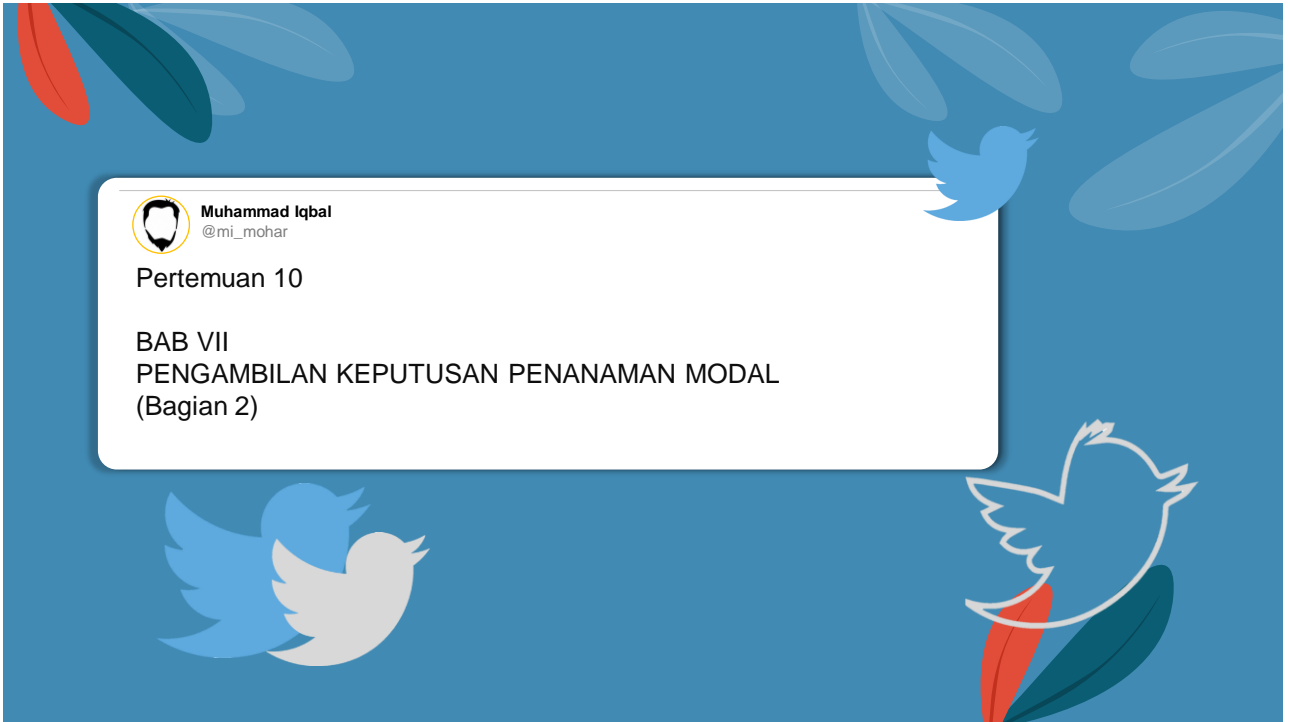 Muhammad Iqbal
@mi_mohar
Pertemuan 10
BAB VII
PENGAMBILAN KEPUTUSAN PENANAMAN MODAL
(Bagian 2)